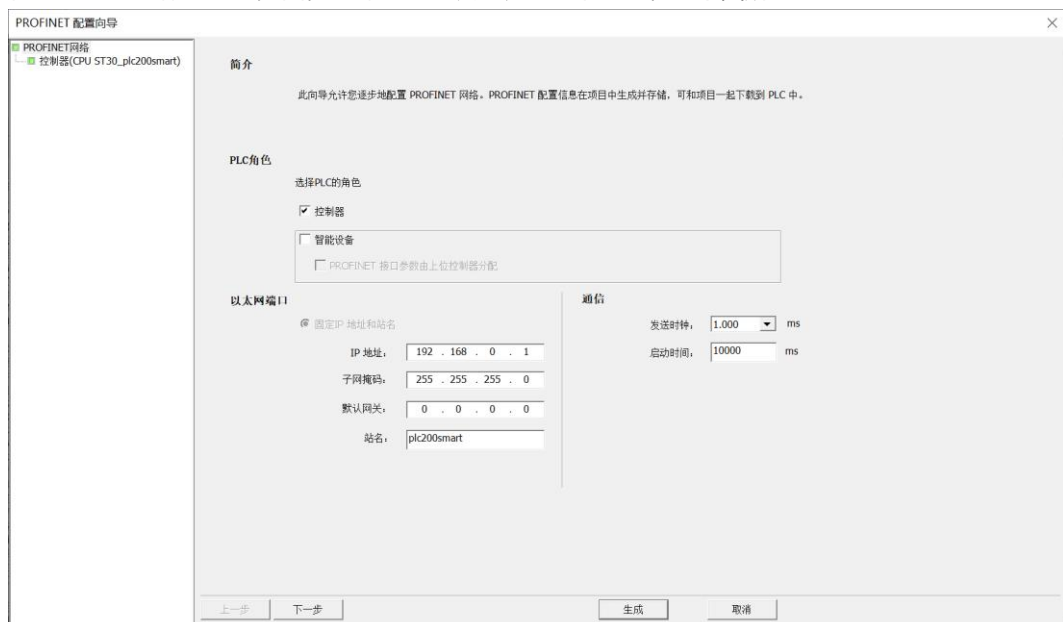 PROFINET 配置向导
PROFINET网络
控制器(CPU ST30_plc200smart)
简介
此向导允许您逐步地配置 PROFINET 网络。PROFINET 配置信息在项目中生成并存储，可和项目一起下载到 PLC 中。
PLC角色
选择PLC的角色
控制器
智能设备
PROFINET 接口参数由上位控制器分配
以太网端口
固定IP 地址和站名
IP 地址:
192 . 168 . 0 . 1
子网掩码:
255 . 255 . 255 . 0
默认网关:
0 . 0 . 0 . 0
站名:
plc200smart
通信
发送时钟:
1.000
ms
启动时间:
10000
ms
上一步
下一步
生成
取消